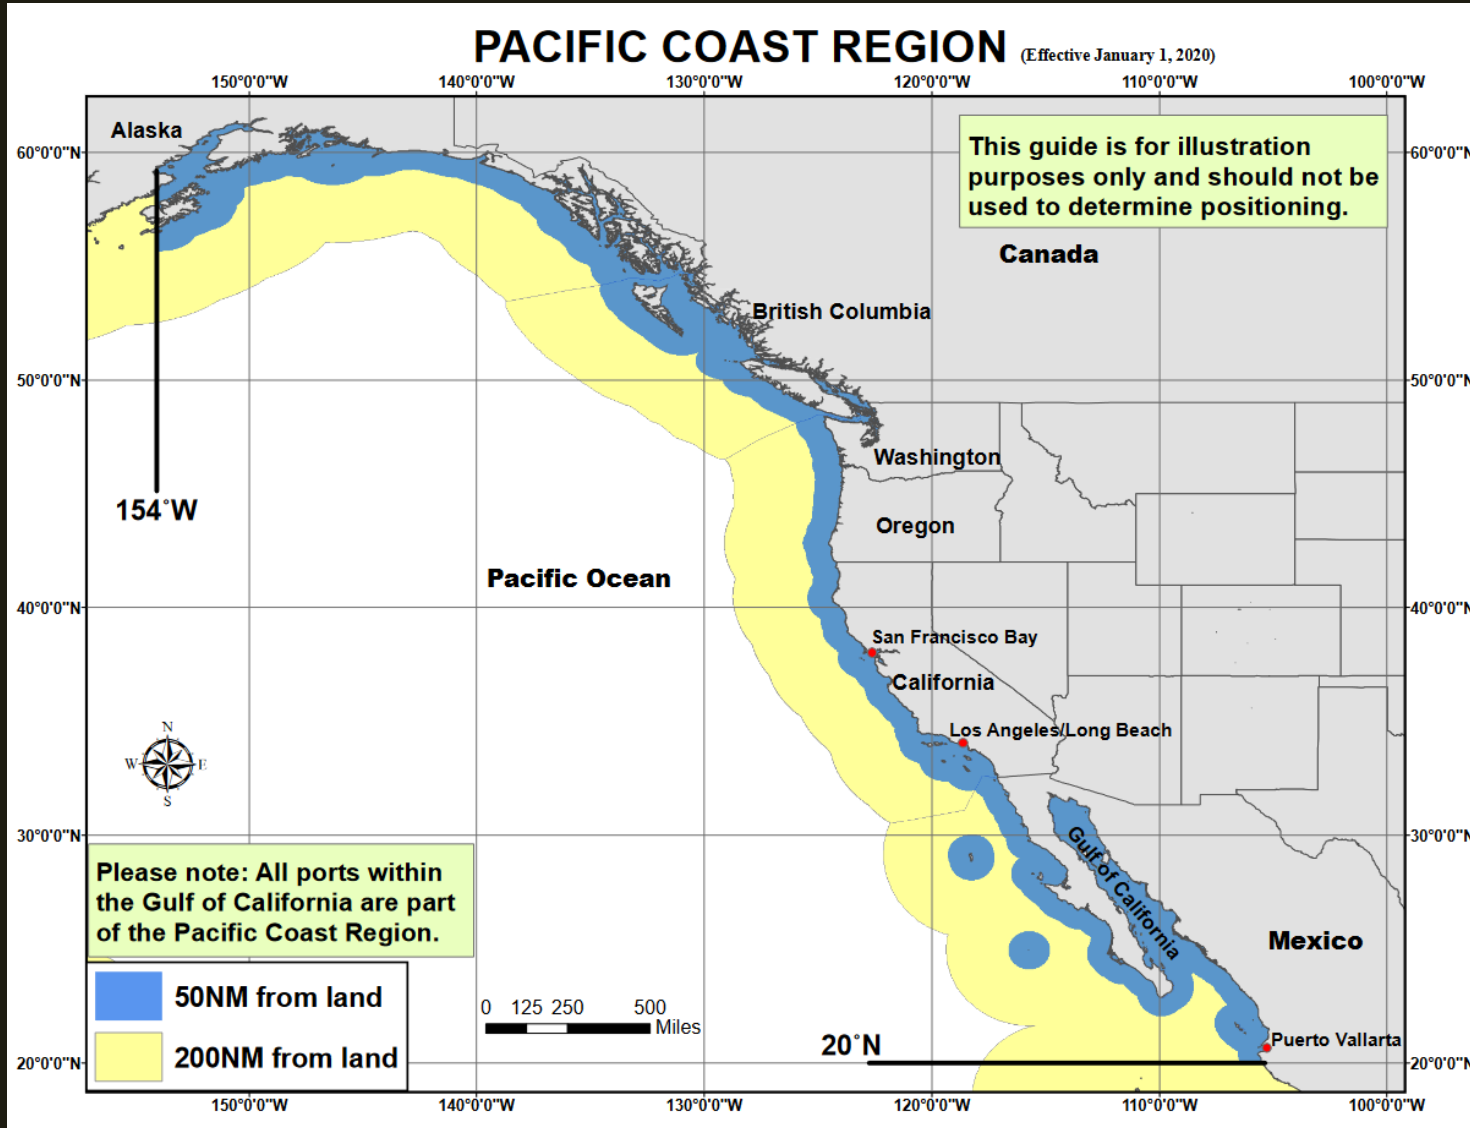 PACIFIC COAST REGION (Effective January 1, 2020)
150°0'0"W 140°0'0"W 130°0'0"W 120°0'0"W 110°0'0"W 100°0'0"W
Alaska
60°0'0"N
60°0'0"N
This guide is for illustration
purposes only and should not be
used to determine positioning.
Canada
British Columbia
50°0'0"N
50°0'0"N
Washington
154°W
Oregon
Pacific Ocean
40°0'0"N
40°0'0"N
San Francisco Bay
California
Los Angeles/Long Beach
N
W E
S
30°0'0"N
30°0'0"N
Gulf of California
Please note: All ports within
the Gulf of California are part
of the Pacific Coast Region.
Mexico
50NM from land
0 125 250 500
Miles
200NM from land
20°N
Puerto Vallarta
20°0'0"N
20°0'0"N
150°0'0"W 140°0'0"W 130°0'0"W 120°0'0"W 110°0'0"W 100°0'0"W